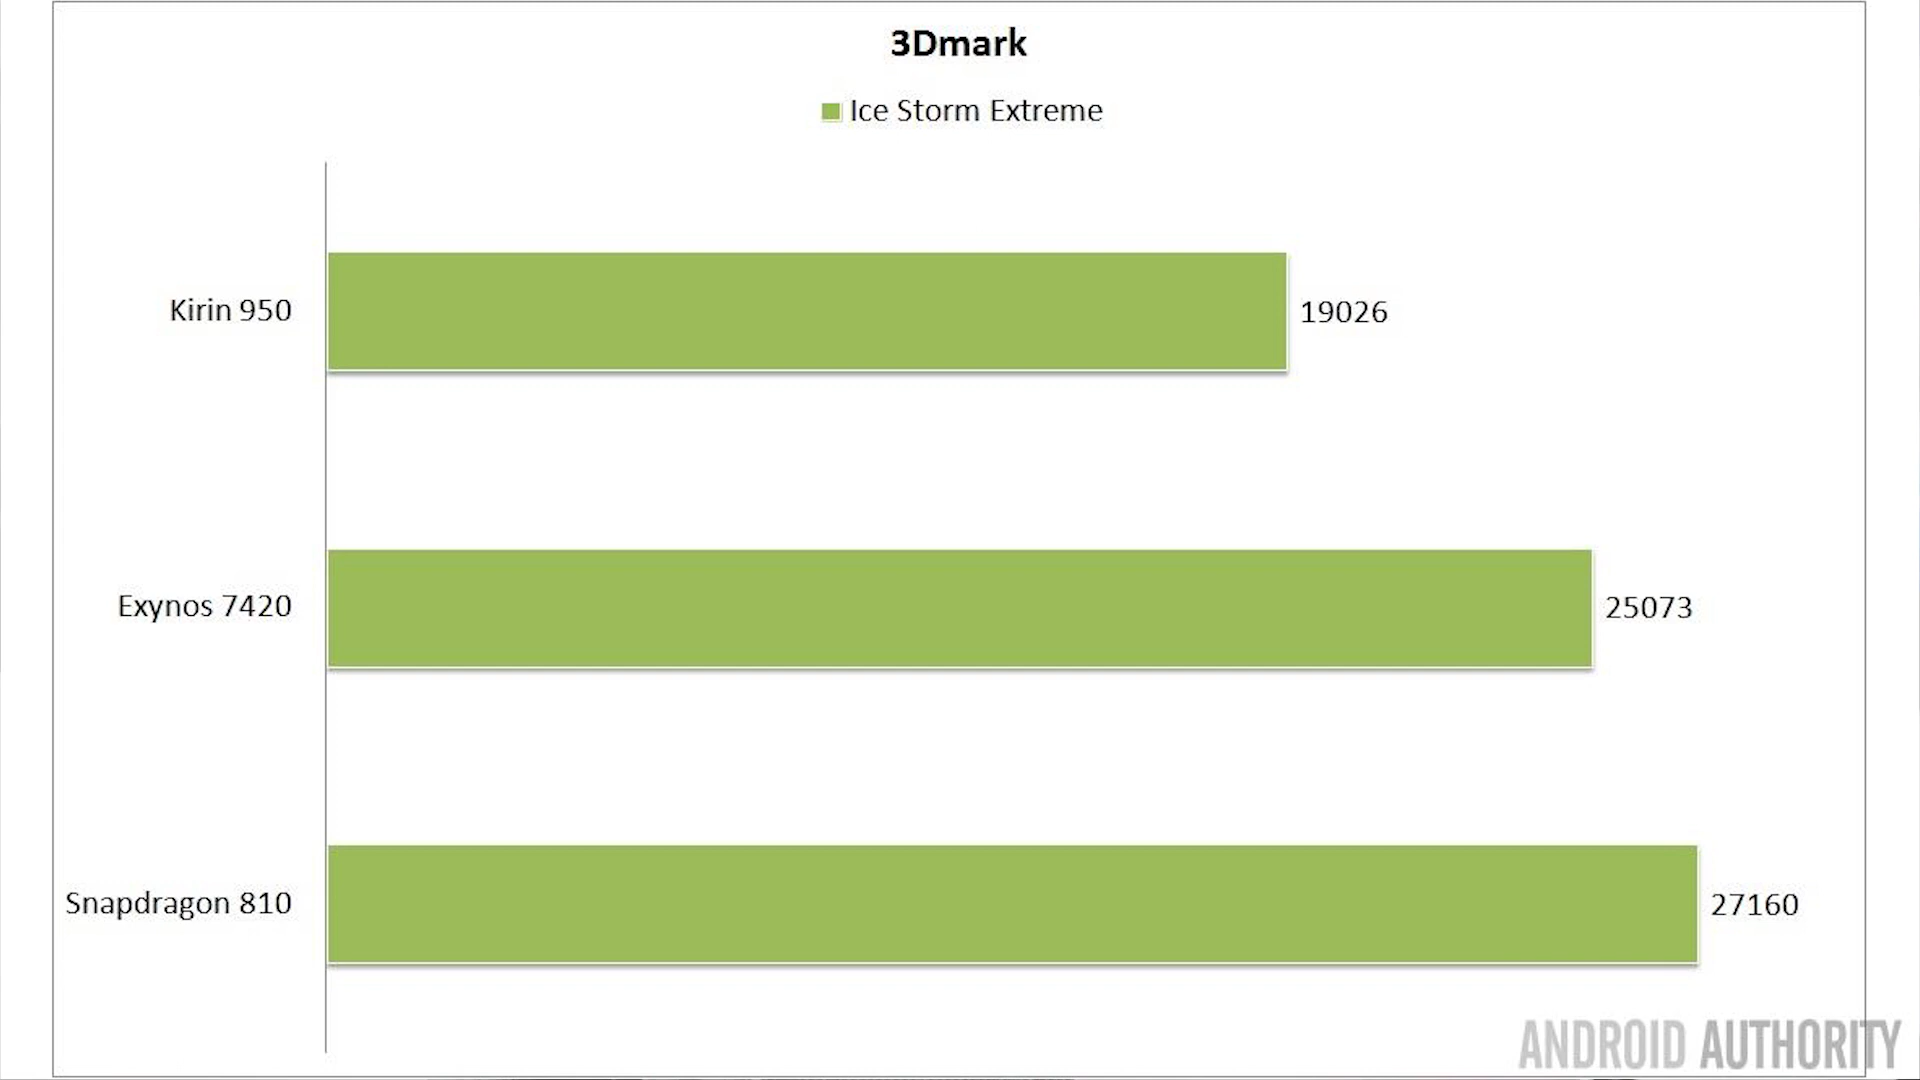 3Dmark
Ice Storm Extreme
Kirin 950
19026
Exynos 7420
25073
Snapdragon 810
27160
ANDROID AUTHORITY